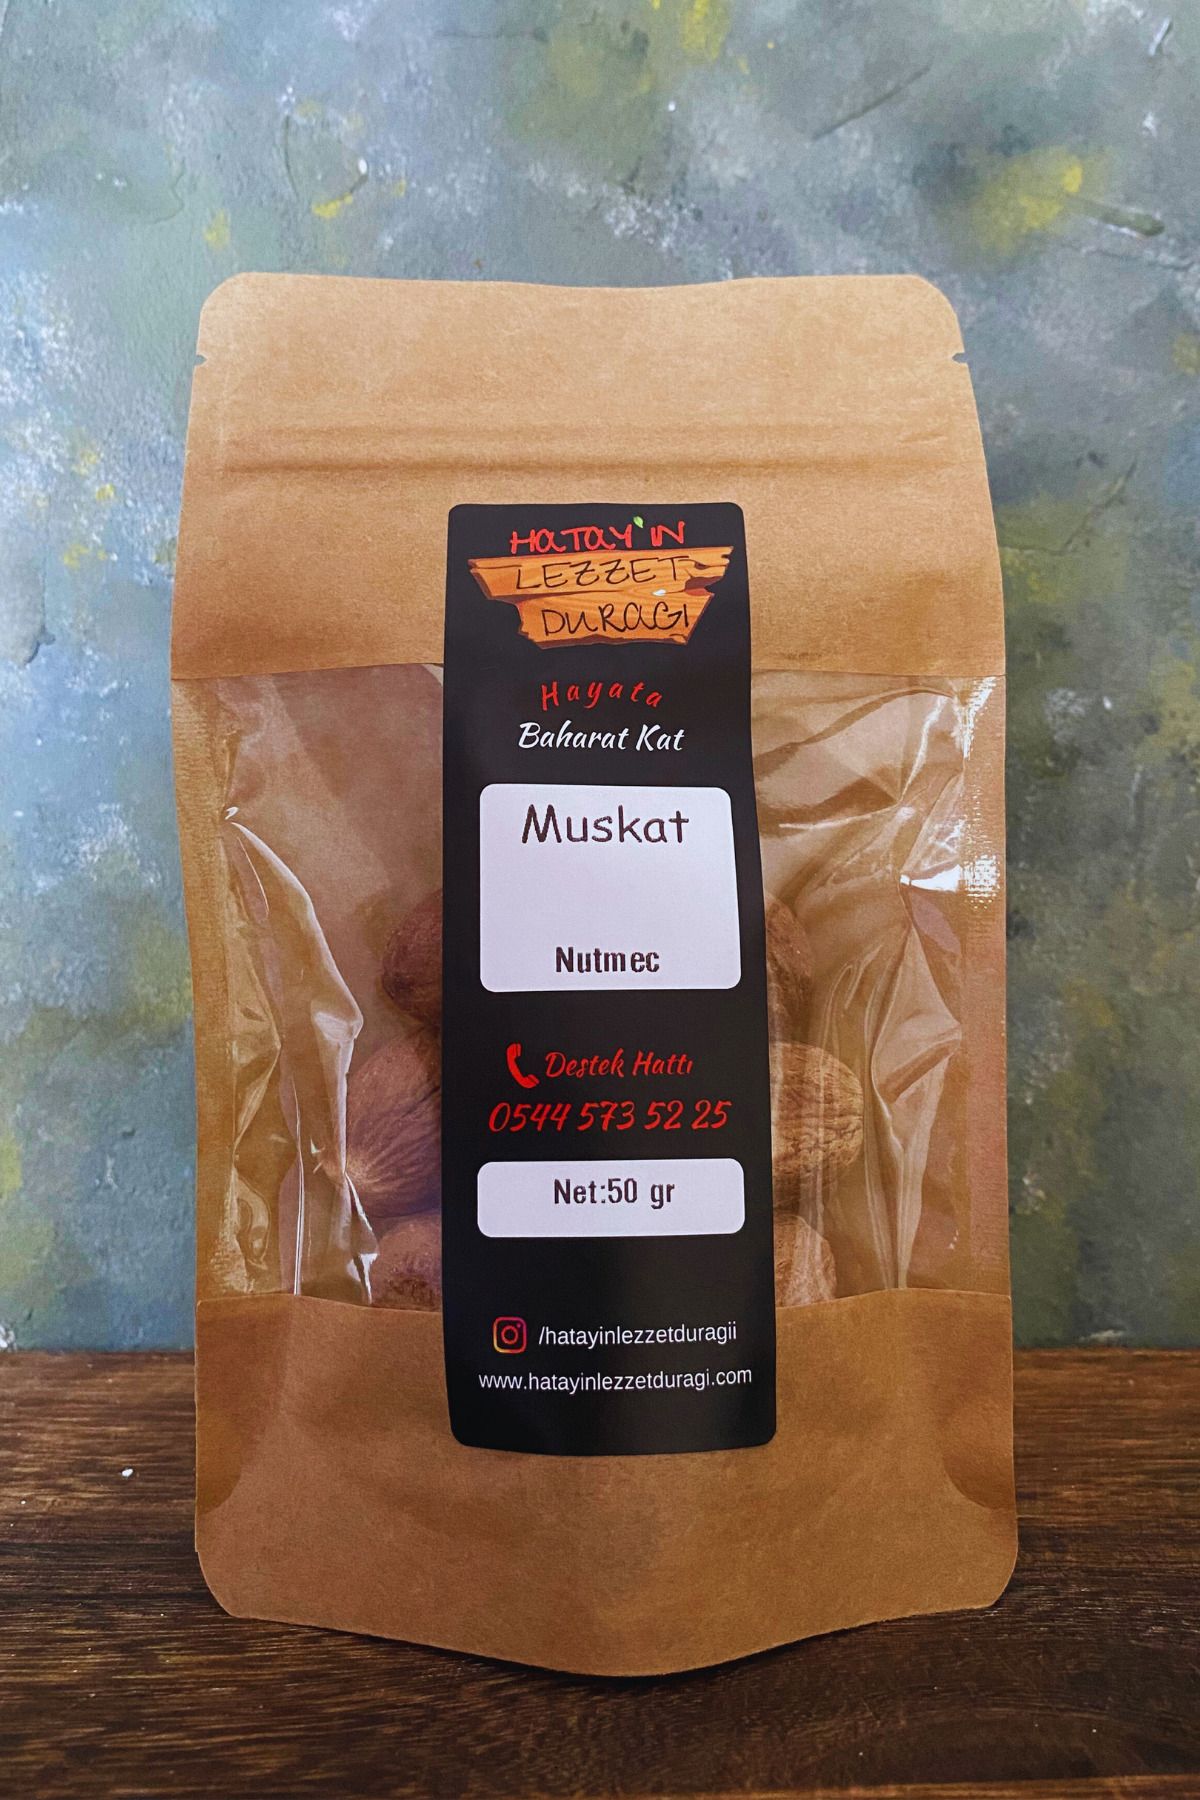 HATAY'IN
LEZZET
DURAGI
Hayata
Baharat Kat
Muskat
Nutmec
Destek Hattı
0544 573 52 25
Net:50 gr
/hatayinlezzetduragii
www.hatayinlezzetduragi.com